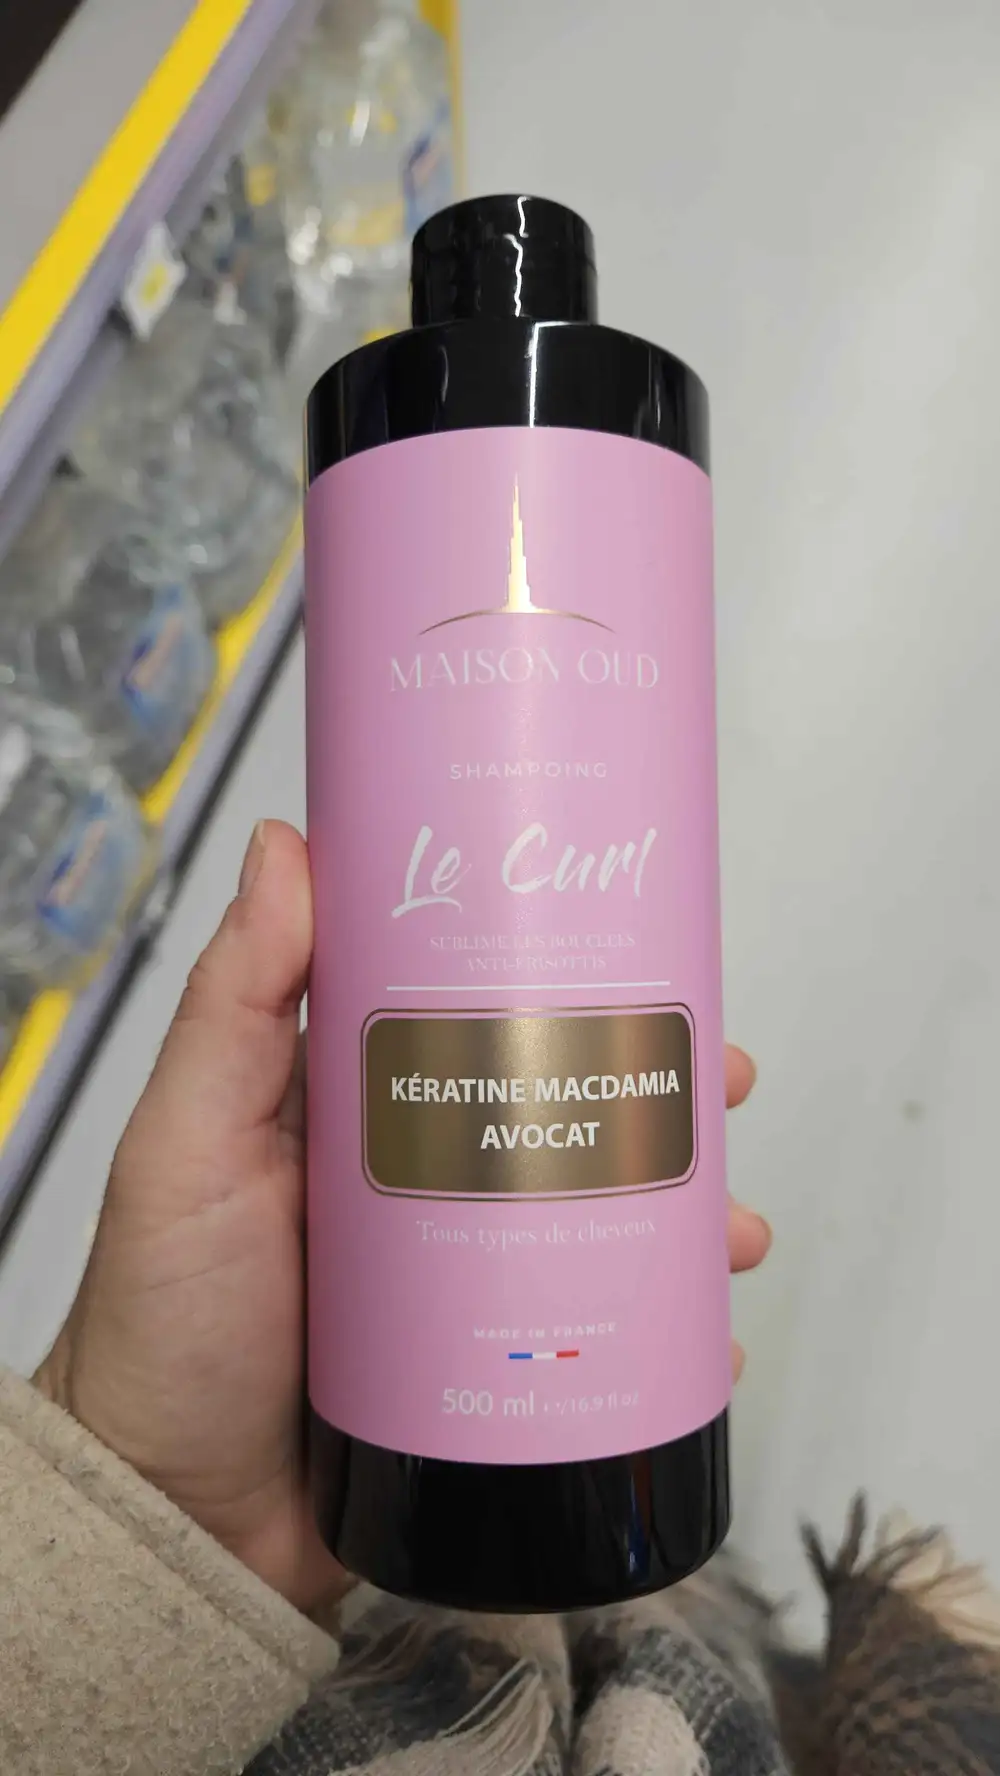 MAISON OUD
SHAMPOING
Le Curl
SUBLIME LES BOUCLES
ANTI-FRISOTTIS
KÉRATINE MACDAMIA
AVOCAT
Tous types de cheveux
MADE IN FRANCE
500 ml e/16.9 fl oz